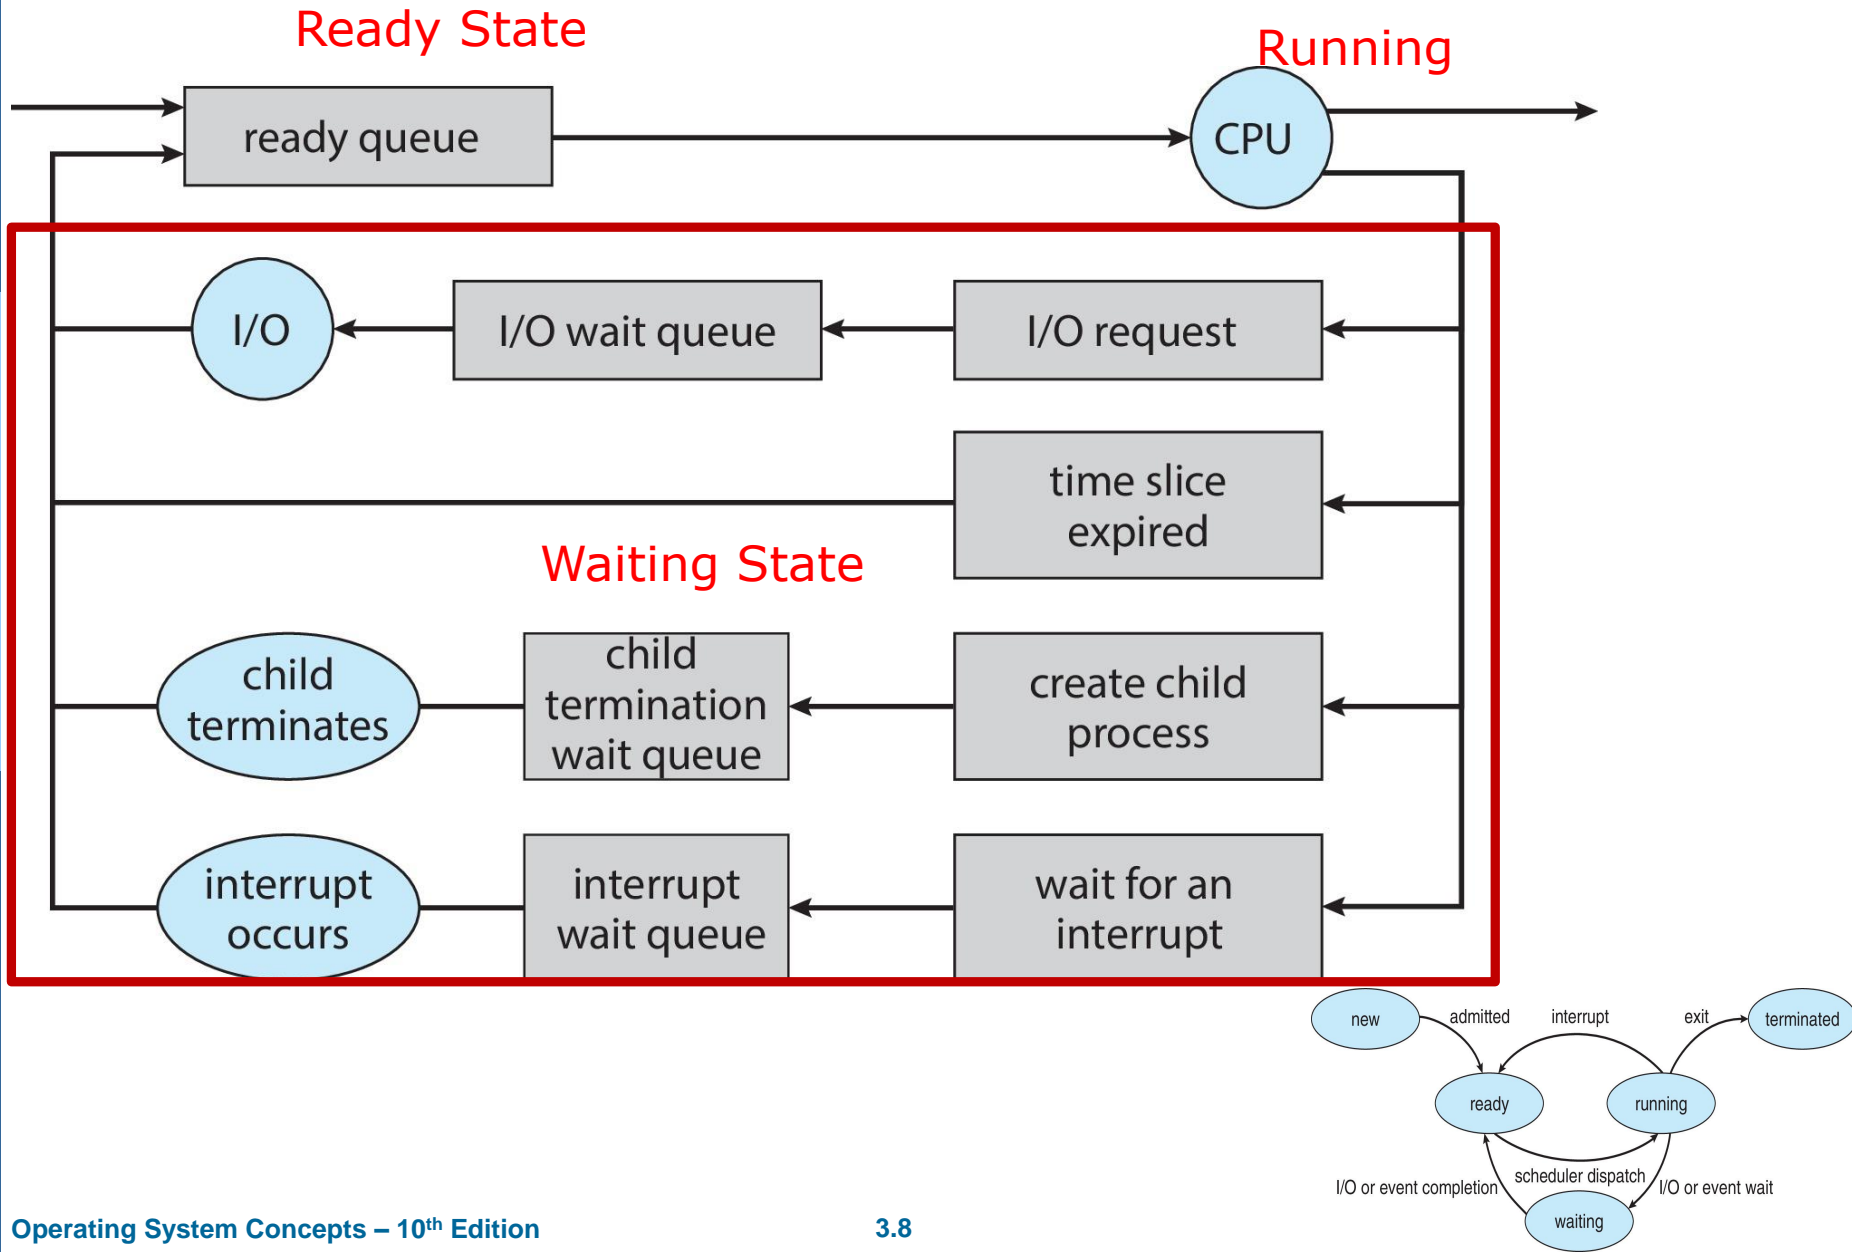 Ready State
Running
ready queue
CPU
I/O
I/O wait queue
I/O request
time slice
expired
Waiting State
child
terminates
child
termination
wait queue
create child
process
interrupt
occurs
interrupt
wait queue
wait for an
interrupt
new
admitted
interrupt
exit
terminated
ready
running
scheduler dispatch
I/O or event completion
I/O or event wait
waiting
Operating System Concepts – 10th Edition
3.8